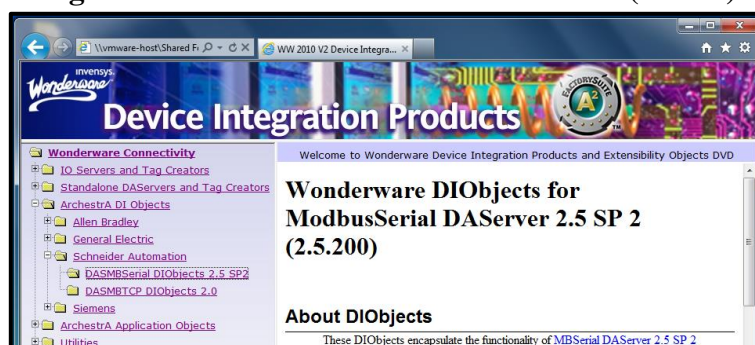 \\vmware-host\Shared Fi
WW 2010 V2 Device Integra...
invensys.
Wonderware
FACTORYSUITE
A²
Device Integration Products
Wonderware Connectivity
Welcome to Wonderware Device Integration Products and Extensibility Objects DVD
IO Servers and Tag Creators
Standalone DAServers and Tag Creators
ArchestrA DI Objects
Allen Bradley
General Electric
Schneider Automation
DASMBSerial DIObjects 2.5 SP2
DASMBTCP DIObjects 2.0
Siemens
ArchestrA Application Objects
Utilities
Wonderware DIObjects for
ModbusSerial DAServer 2.5 SP 2
(2.5.200)
About DIObjects
These DIObjects encapsulate the functionality of MBSerial DAServer 2.5 SP 2